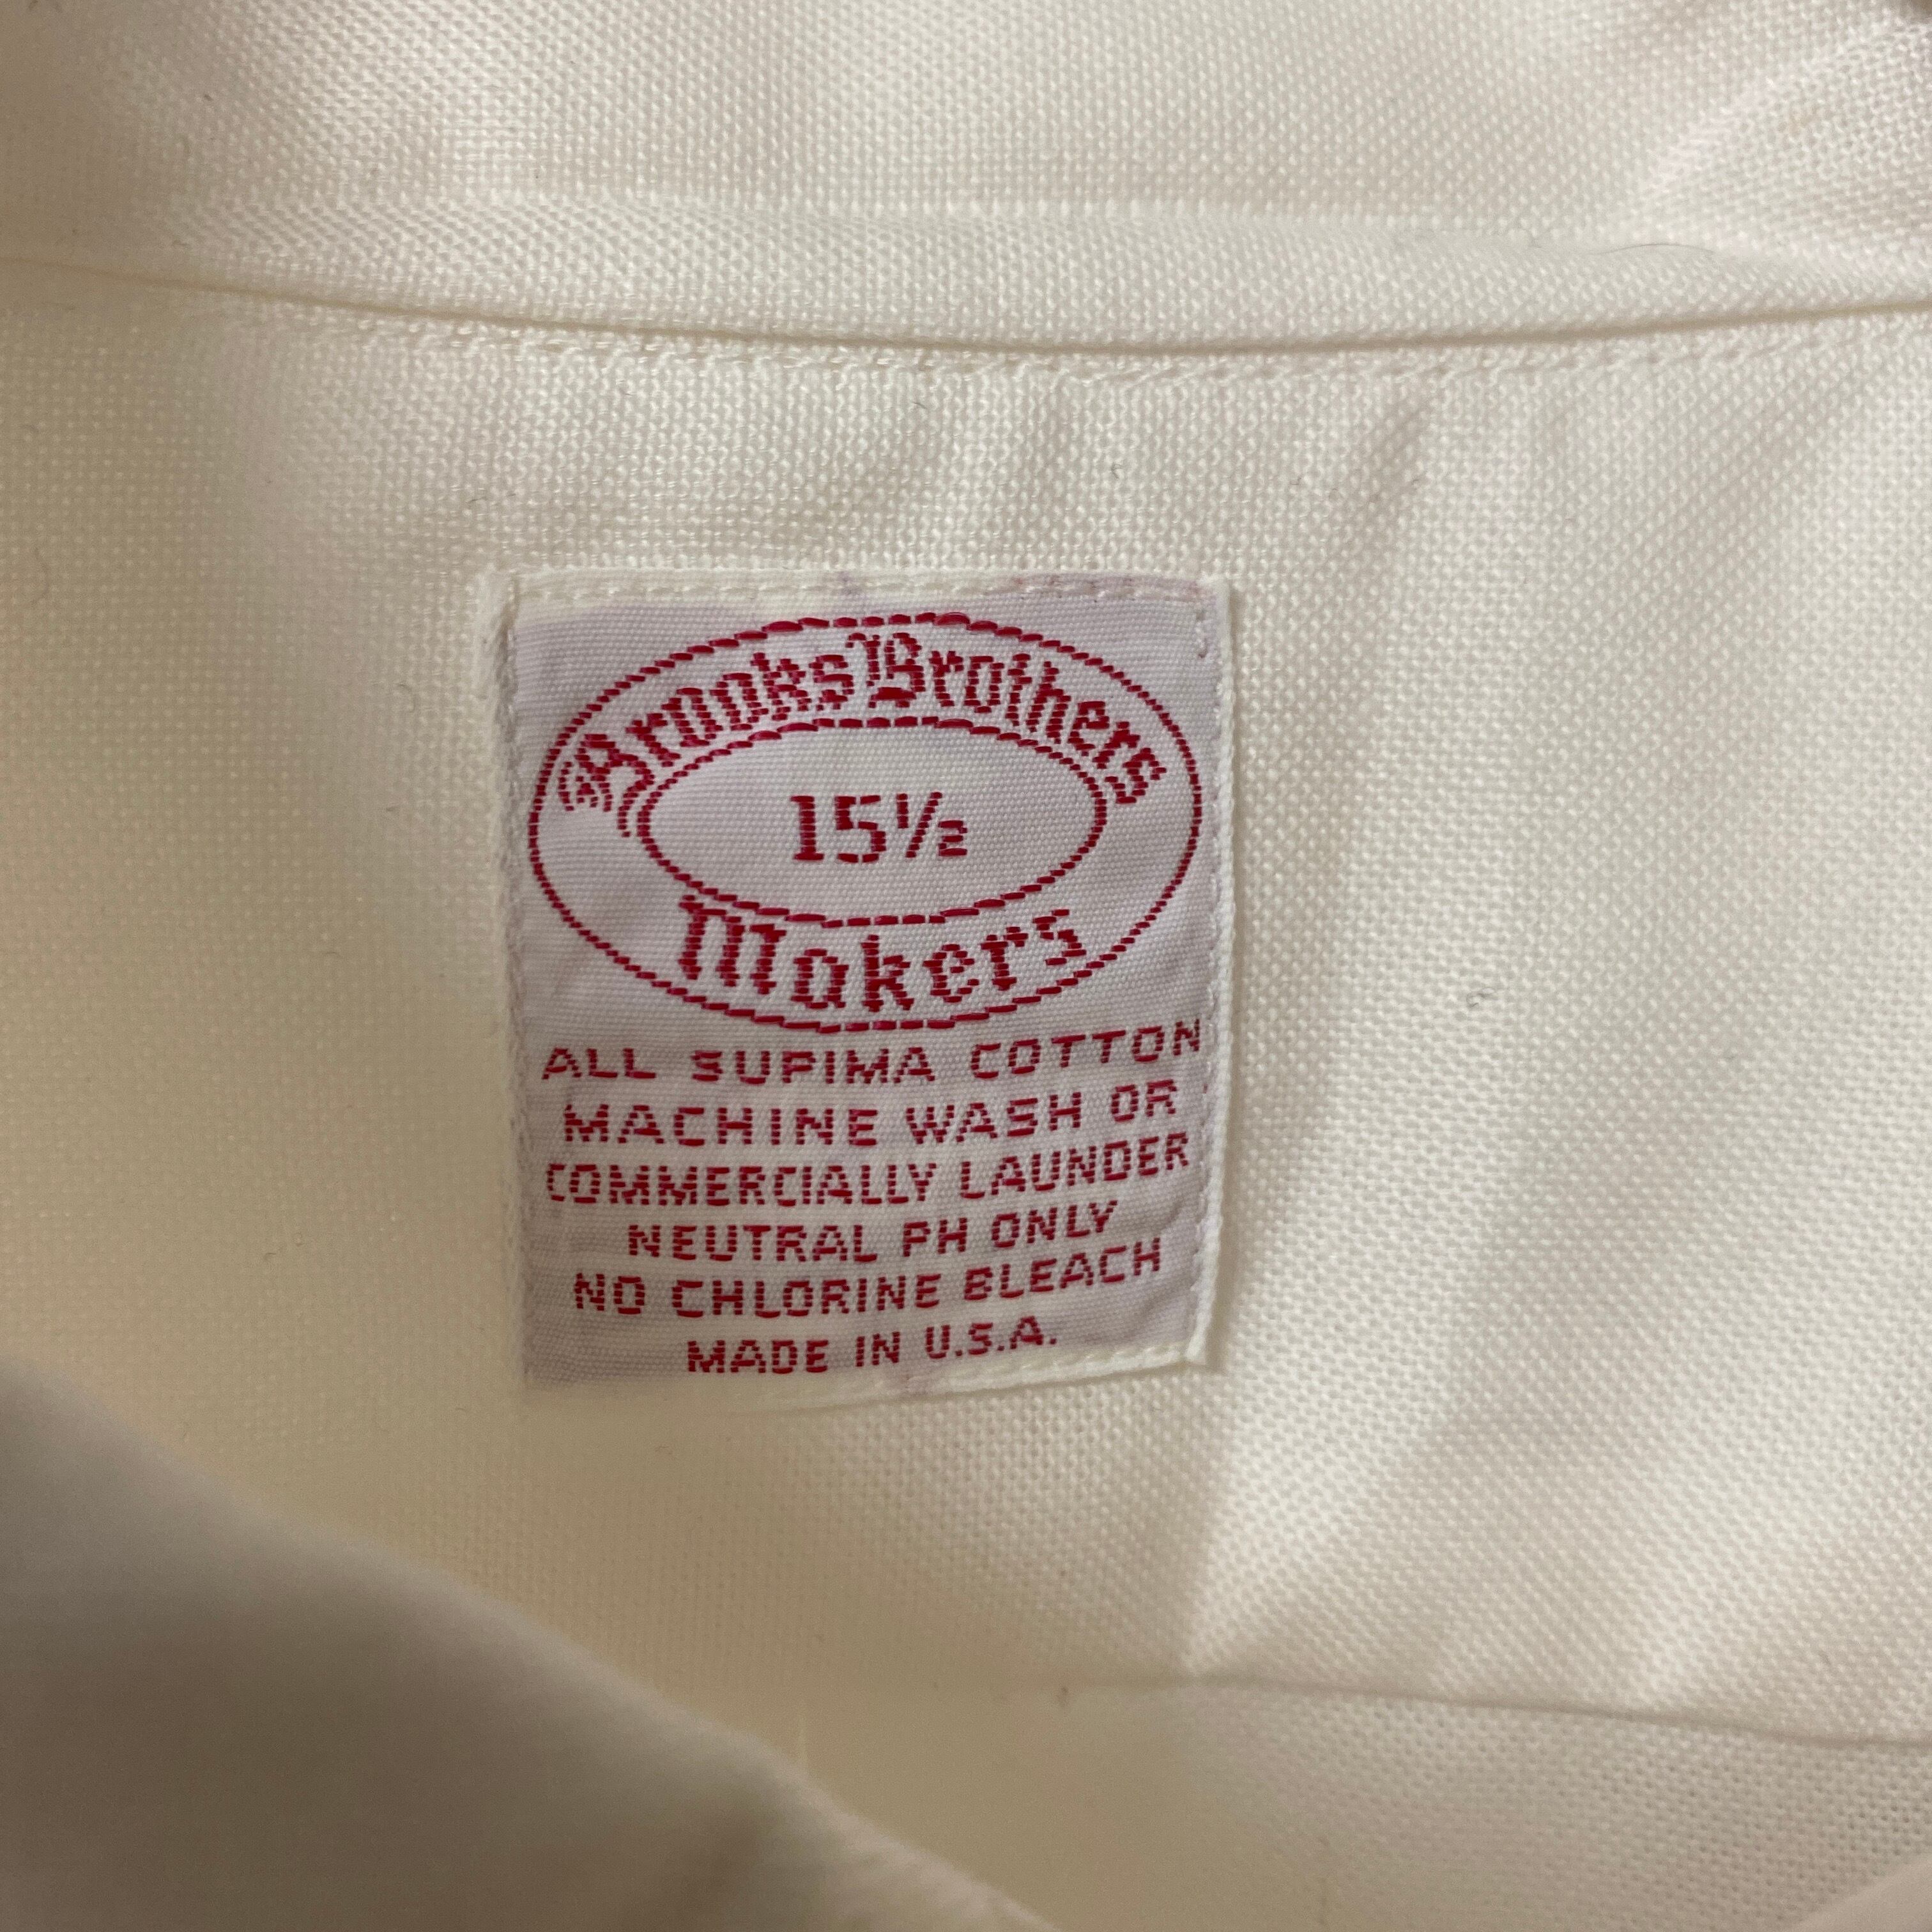 Brooks Brothers
15½
Makers
ALL SUPIMA COTTON
MACHINE WASH OR
COMMERCIALLY LAUNDER
NEUTRAL PH ONLY
NO CHLORINE BLEACH
MADE IN U.S.A.